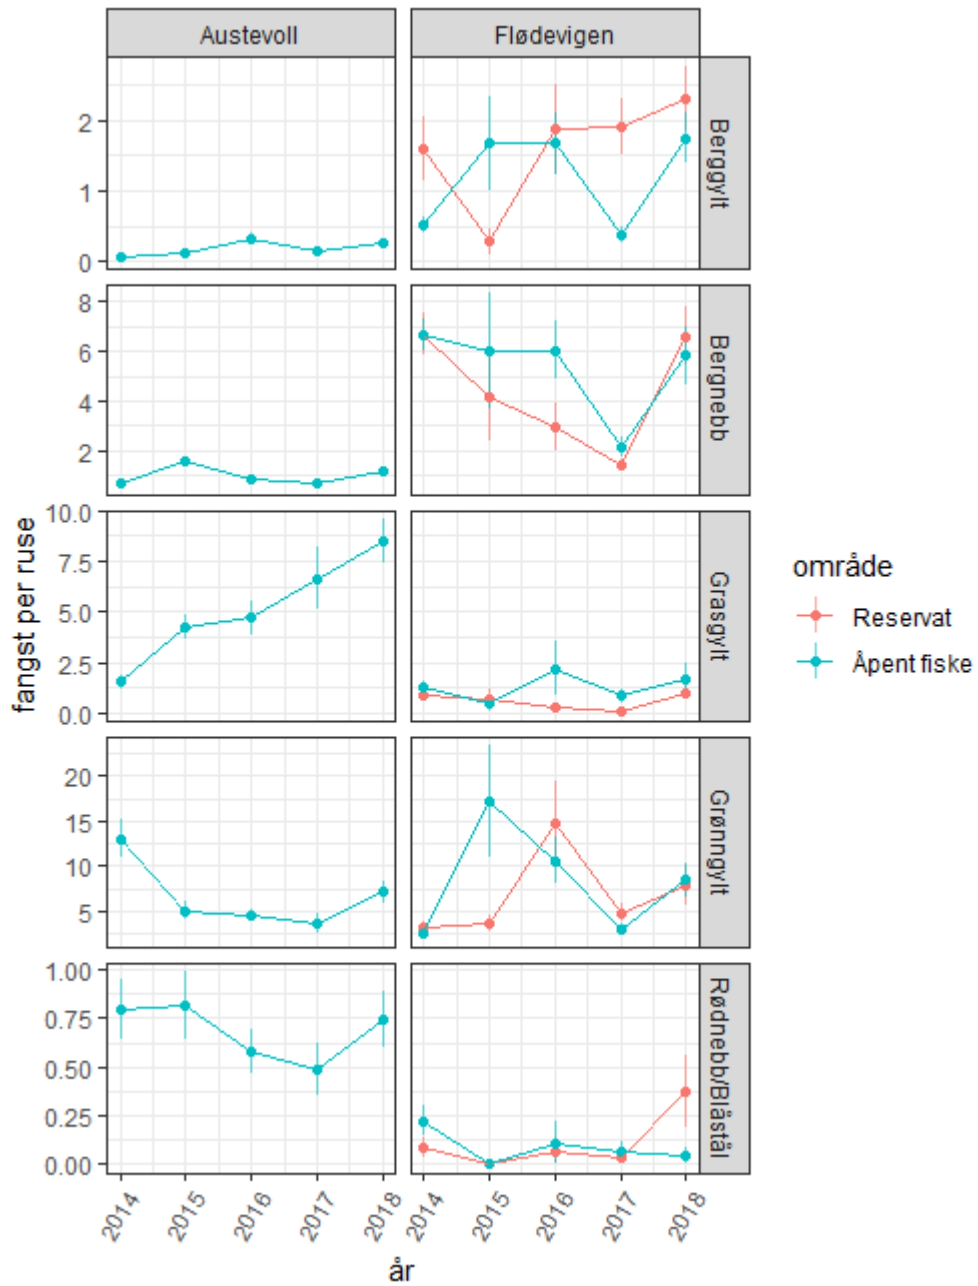 Austevoll
Flødevigen
fangst per ruse
0
1
2
Berggylt
2
4
6
8
Bergnebb
0.0
2.5
5.0
7.5
10.0
Grasgylt
5
10
15
20
Grønngylt
0.00
0.25
0.50
0.75
1.00
Rødnebb/Blåstål
2014
2015
2016
2017
2018
2014
2015
2016
2017
2018
år
område
Reservat
Åpent fiske